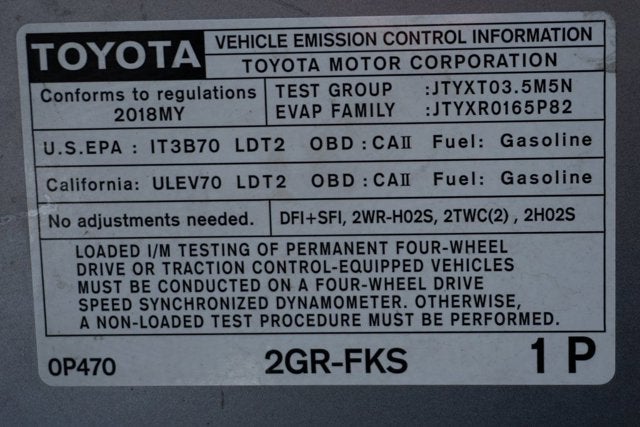 TOYOTA
VEHICLE EMISSION CONTROL INFORMATION
TOYOTA MOTOR CORPORATION
Conforms to regulations
2018MY
TEST GROUP :JTYXT03.5M5N
EVAP FAMILY :JTYXR0165P82
U.S.EPA : IT3B70 LDT2 OBD : CAII Fuel: Gasoline
California: ULEV70 LDT2 OBD : CAII Fuel: Gasoline
No adjustments needed.
DFI+SFI, 2WR-HO2S, 2TWC(2) , 2HO2S
LOADED I/M TESTING OF PERMANENT FOUR-WHEEL
DRIVE OR TRACTION CONTROL-EQUIPPED VEHICLES
MUST BE CONDUCTED ON A FOUR-WHEEL DRIVE
SPEED SYNCHRONIZED DYNAMOMETER. OTHERWISE,
A NON-LOADED TEST PROCEDURE MUST BE PERFORMED.
0P470
2GR-FKS
1 P